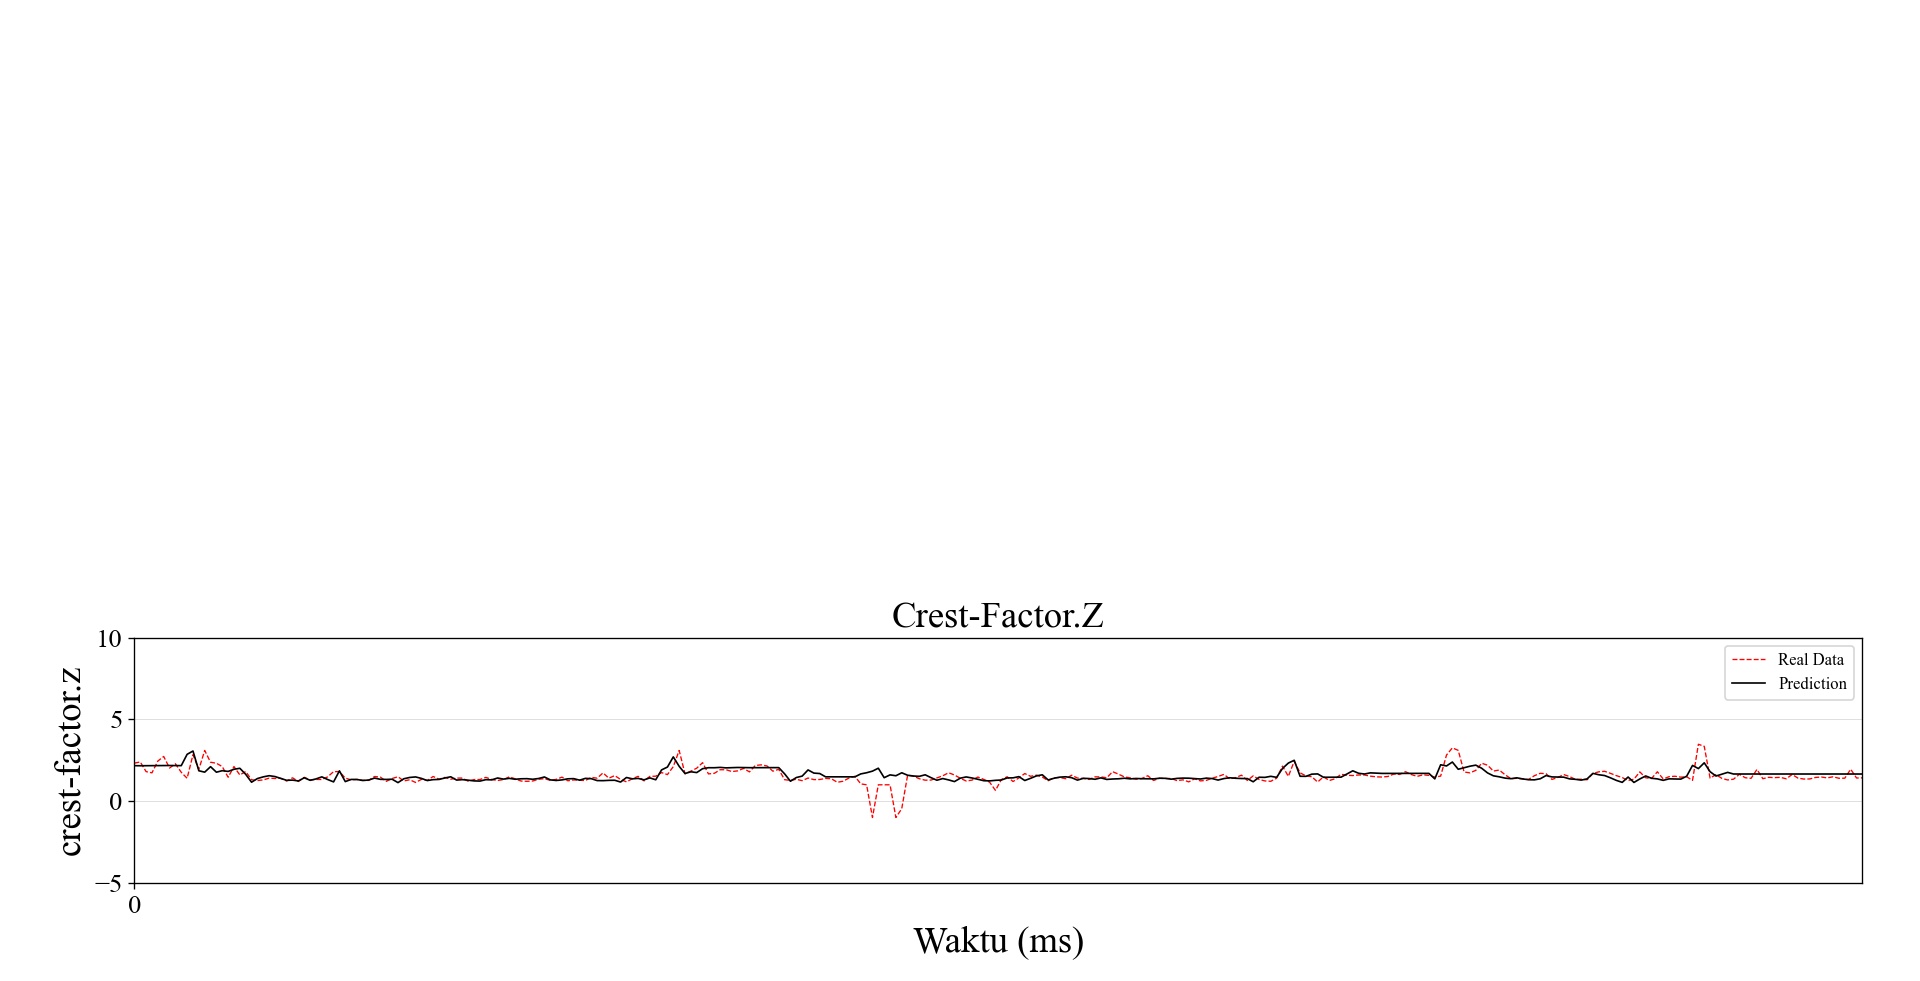 Crest-Factor.Z
10
5
0
−5
crest-factor.z
Real Data
Prediction
0
Waktu (ms)